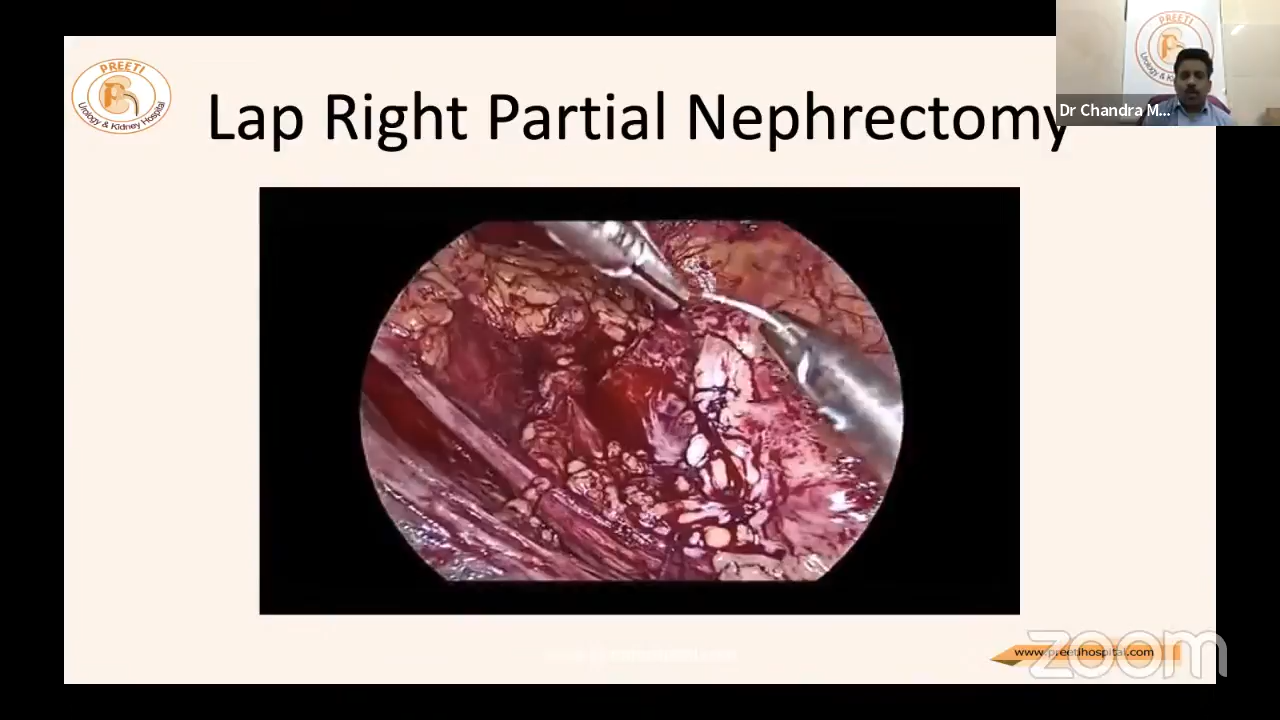 PREETI
Urology & Kidney Hospital
Lap Right Partial Nephrectomy
Dr Chandra M...
www.preetihospital.com
zoom